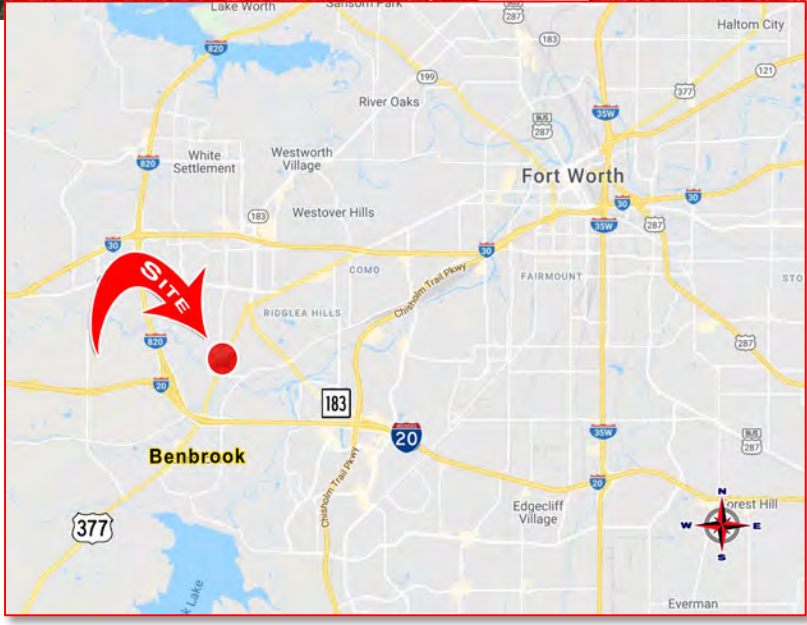 Lake Worth
Sansom Park
287
183
Haltom City
820
199
377
121
River Oaks
35W
BUS
287
White
Settlement
Westworth
Village
820
Fort Worth
183
Westover Hills
30
30
287
35W
30
30
COMO
Chisholm Trail Pkwy
FAIRMOUNT
STO
SITE
RIDGLEA HILLS
820
287
20
183
20
35W
BUS
287
Benbrook
Chisholm Trail Pkwy
20
N
Edgecliff
Village
orest Hill
377
W
E
S
k Lake
Everman